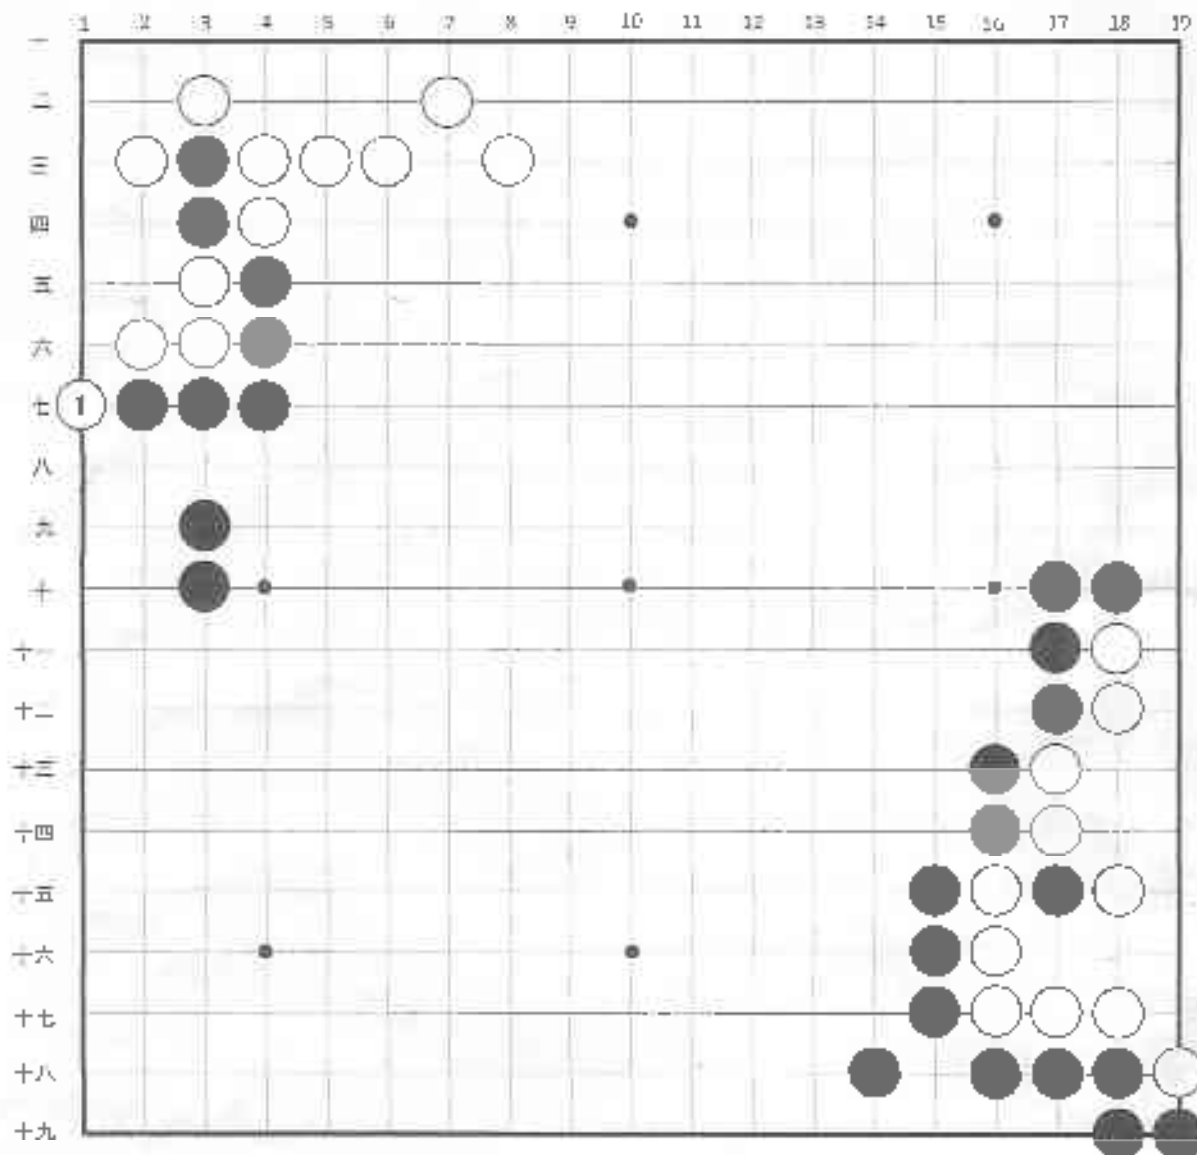 1 2 3 4 5 6 7 8 9 10 11 12 13 14 15 16 17 18 19
一
二
三
四
五
六
七 1
八
九
十
十一
十二
十三
十四
十五
十六
十七
十八
十九